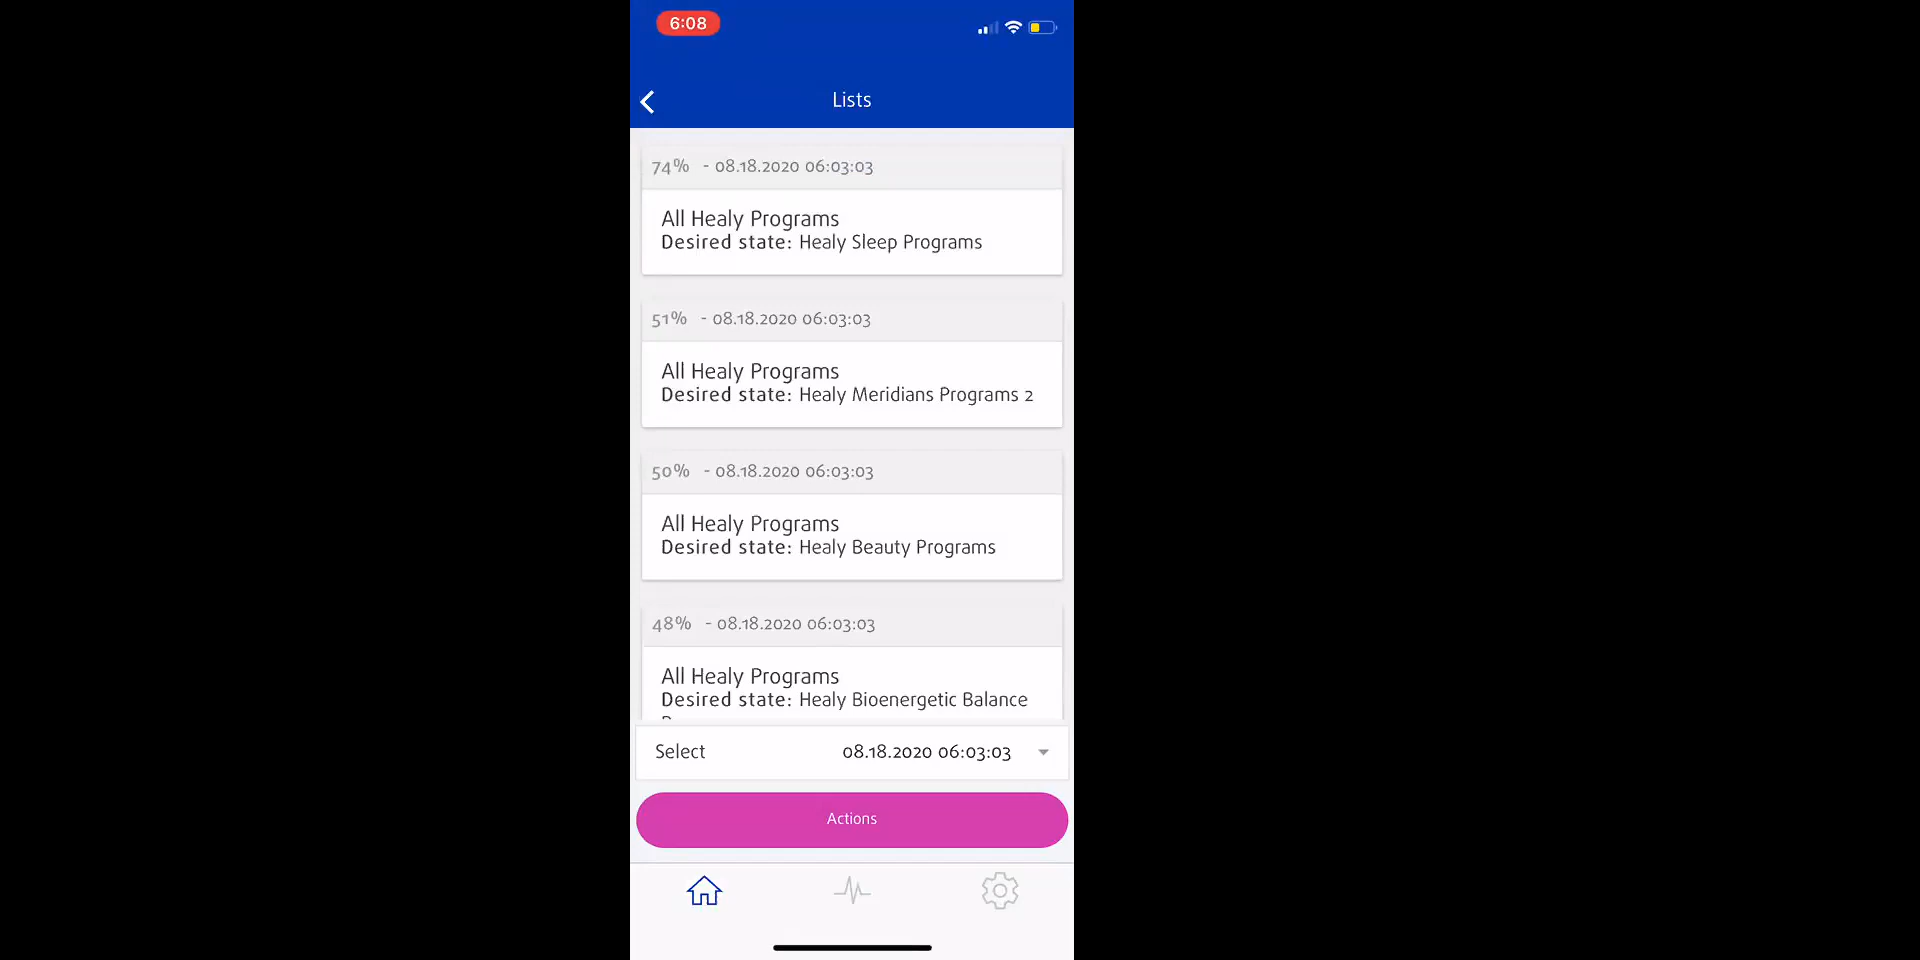 6:08
Lists
74% - 08.18.2020 06:03:03
All Healy Programs
Desired state: Healy Sleep Programs
51% - 08.18.2020 06:03:03
All Healy Programs
Desired state: Healy Meridians Programs 2
50% - 08.18.2020 06:03:03
All Healy Programs
Desired state: Healy Beauty Programs
48% - 08.18.2020 06:03:03
All Healy Programs
Desired state: Healy Bioenergetic Balance
Select 08.18.2020 06:03:03
Actions